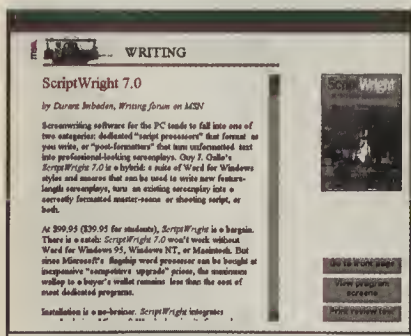 msn.
WRITING
ScriptWright 7.0
by Durant Imboden, Writing forum on MSN
Screenwriting software for the PC tends to fall into one of
two categories: dedicated "script processors" that format as
you write, or "post-formatters" that turn unformatted text
into professional-looking screenplays. Guy J. Gallo's
ScriptWright 7.0 is a hybrid: a suite of Word for Windows
styles and macros that can be used to write new feature-
length screenplays, turn an existing screenplay into a
correctly formatted master-scene or shooting script, or
both.
At $99.95 ($39.95 for students), ScriptWright is a bargain.
There is a catch: ScriptWright 7.0 won't work without
Word for Windows 95, Windows NT, or Macintosh. But
since Microsoft's flagship word processor can be bought at
inexpensive "competitive upgrade" prices, the maximum
wallop to a buyer's wallet remains less than the cost of
most dedicated programs.
Installation is a no-brainer. ScriptWright integrates
Script Wright
Go to front page
View program
screens
Print review text